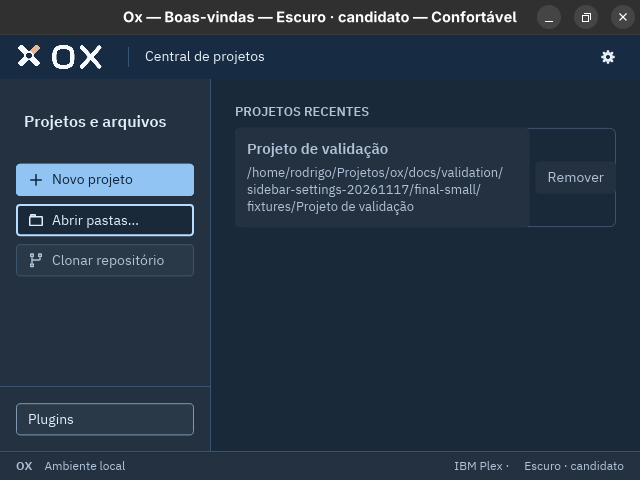 Ox — Boas-vindas — Escuro · candidato — Confortável
OX
Central de projetos
Projetos e arquivos
Novo projeto
Abrir pastas...
Clonar repositório
Plugins
PROJETOS RECENTES
Projeto de validação
/home/rodrigo/Projetos/ox/docs/validation/
sidebar-settings-20261117/final-small/
fixtures/Projeto de validação
Remover
OX Ambiente local
IBM Plex · Escuro · candidato